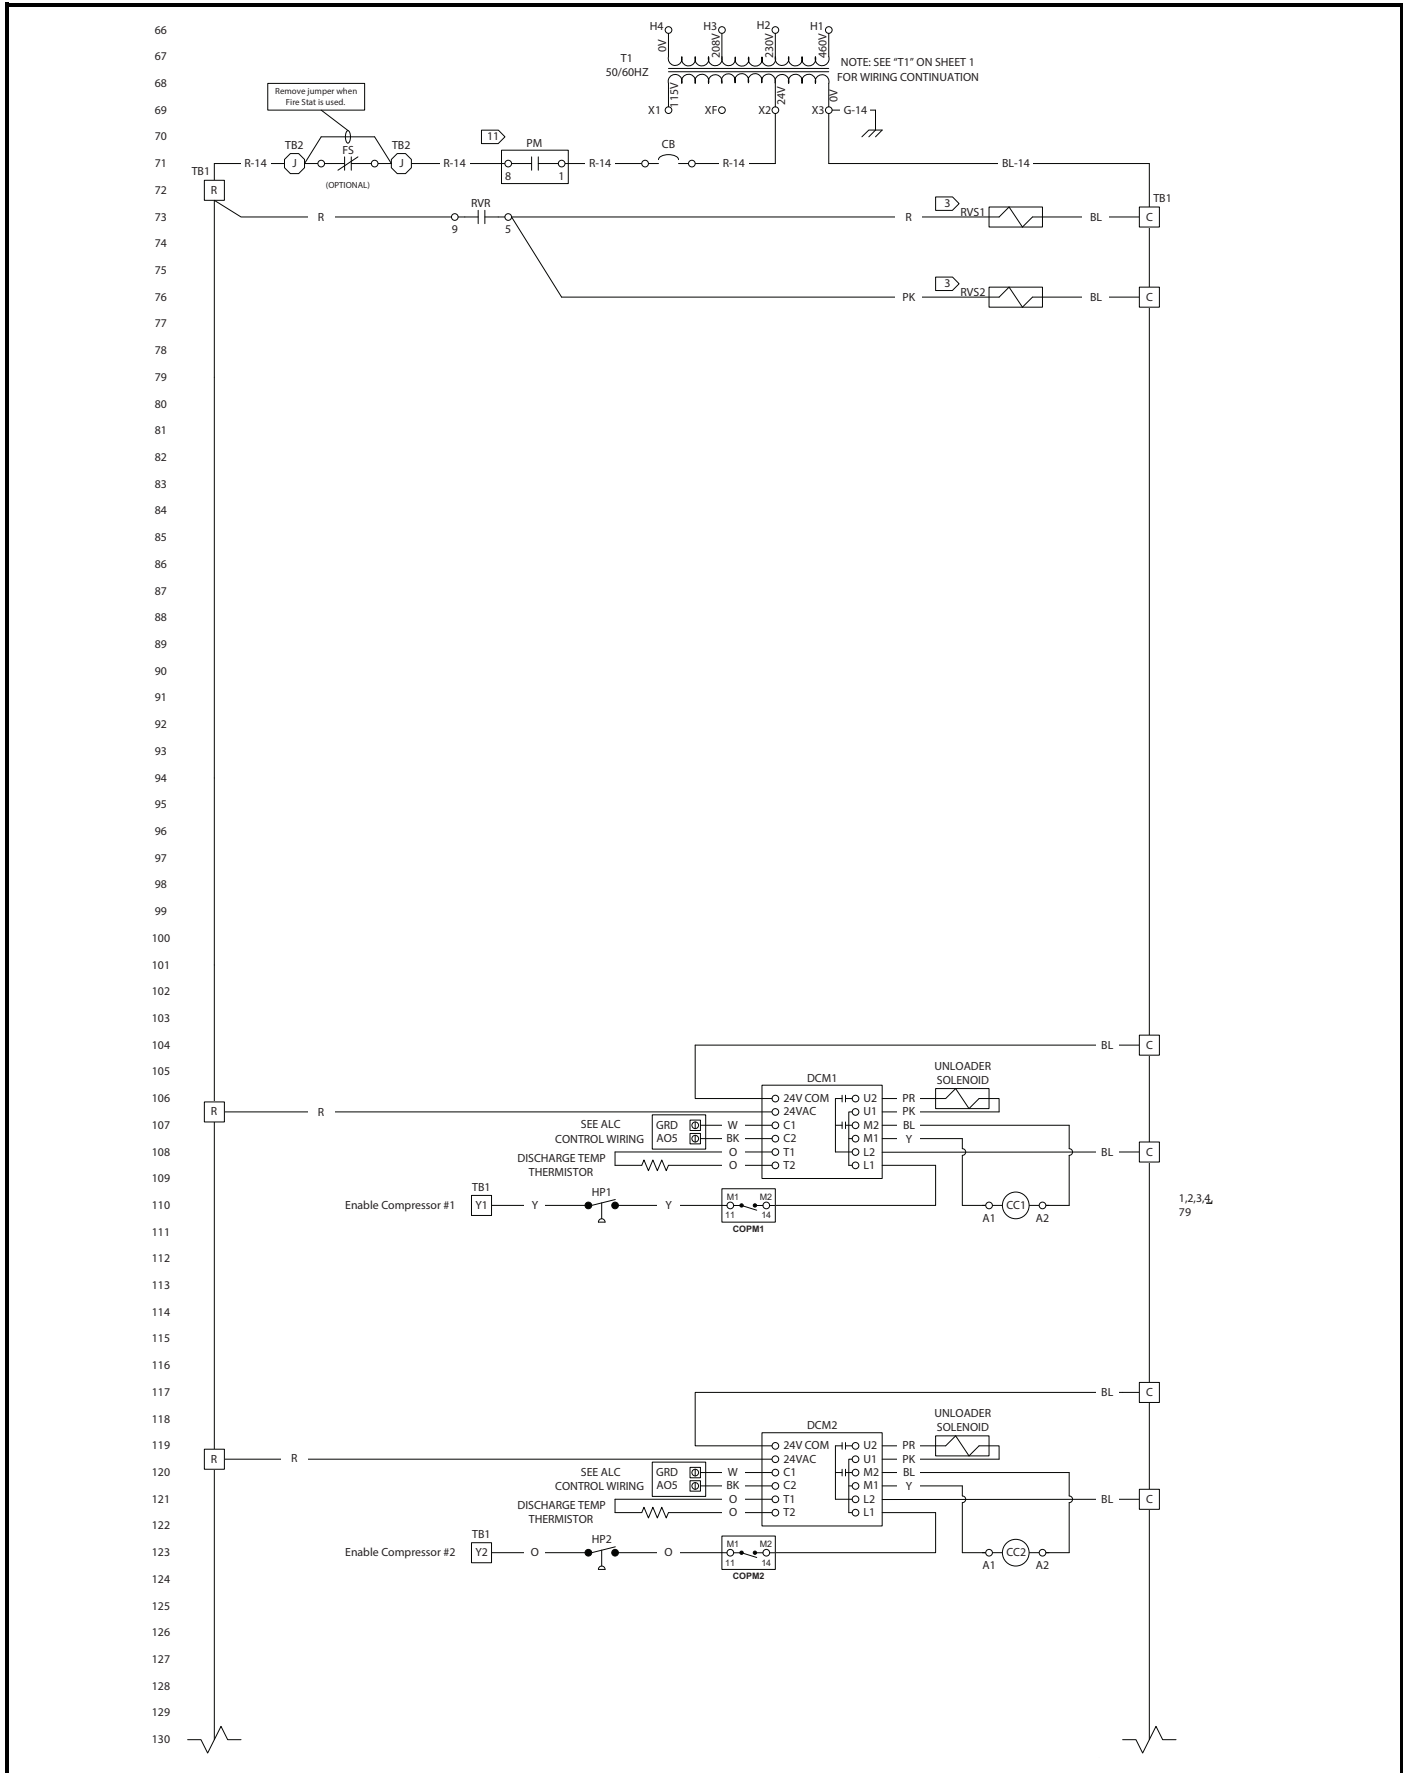 66 H4 H3 H2 H1
0V 208V 230V 460V
67 T1 NOTE: SEE "T1" ON SHEET 1
50/60HZ FOR WIRING CONTINUATION
68
115V 24V 0V
Remove jumper when
Fire Stat is used.
69 X1 XF X2 X3 G-14
70 TB2 FS TB2 11 PM CB
71 TB1 R-14 J J R-14 8 1 R-14 R-14 BL-14
(OPTIONAL)
72 R TB1
73 R RVR 9 5 R 3 RVS1 BL C
74
75
76 PK 3 RVS2 BL C
77
78
79
80
81
82
83
84
85
86
87
88
89
90
91
92
93
94
95
96
97
98
99
100
101
102
103
104 BL C
105 UNLOADER
SOLENOID
DCM1
106 24V COM U2 PR
R R 24VAC U1 PK
107 SEE ALC GRD W C1 M2 BL
CONTROL WIRING AO5 BK C2 M1 Y
108 DISCHARGE TEMP O T1 L2 BL C
THERMISTOR O T2 L1
109
TB1 HP1 M1 M2
110 Enable Compressor #1 Y1 Y Y 11 14 A1 CC1 A2 1,2,3,4
79
COPM1
111
112
113
114
115
116
117 BL C
118 UNLOADER
SOLENOID
DCM2
119 24V COM U2 PR
R R 24VAC U1 PK
120 SEE ALC GRD W C1 M2 BL
CONTROL WIRING AO5 BK C2 M1 Y
121 DISCHARGE TEMP O T1 L2 BL C
THERMISTOR O T2 L1
122
TB1 HP2 M1 M2
123 Enable Compressor #2 Y2 O O 11 14 A1 CC2 A2
COPM2
124
125
126
127
128
129
130